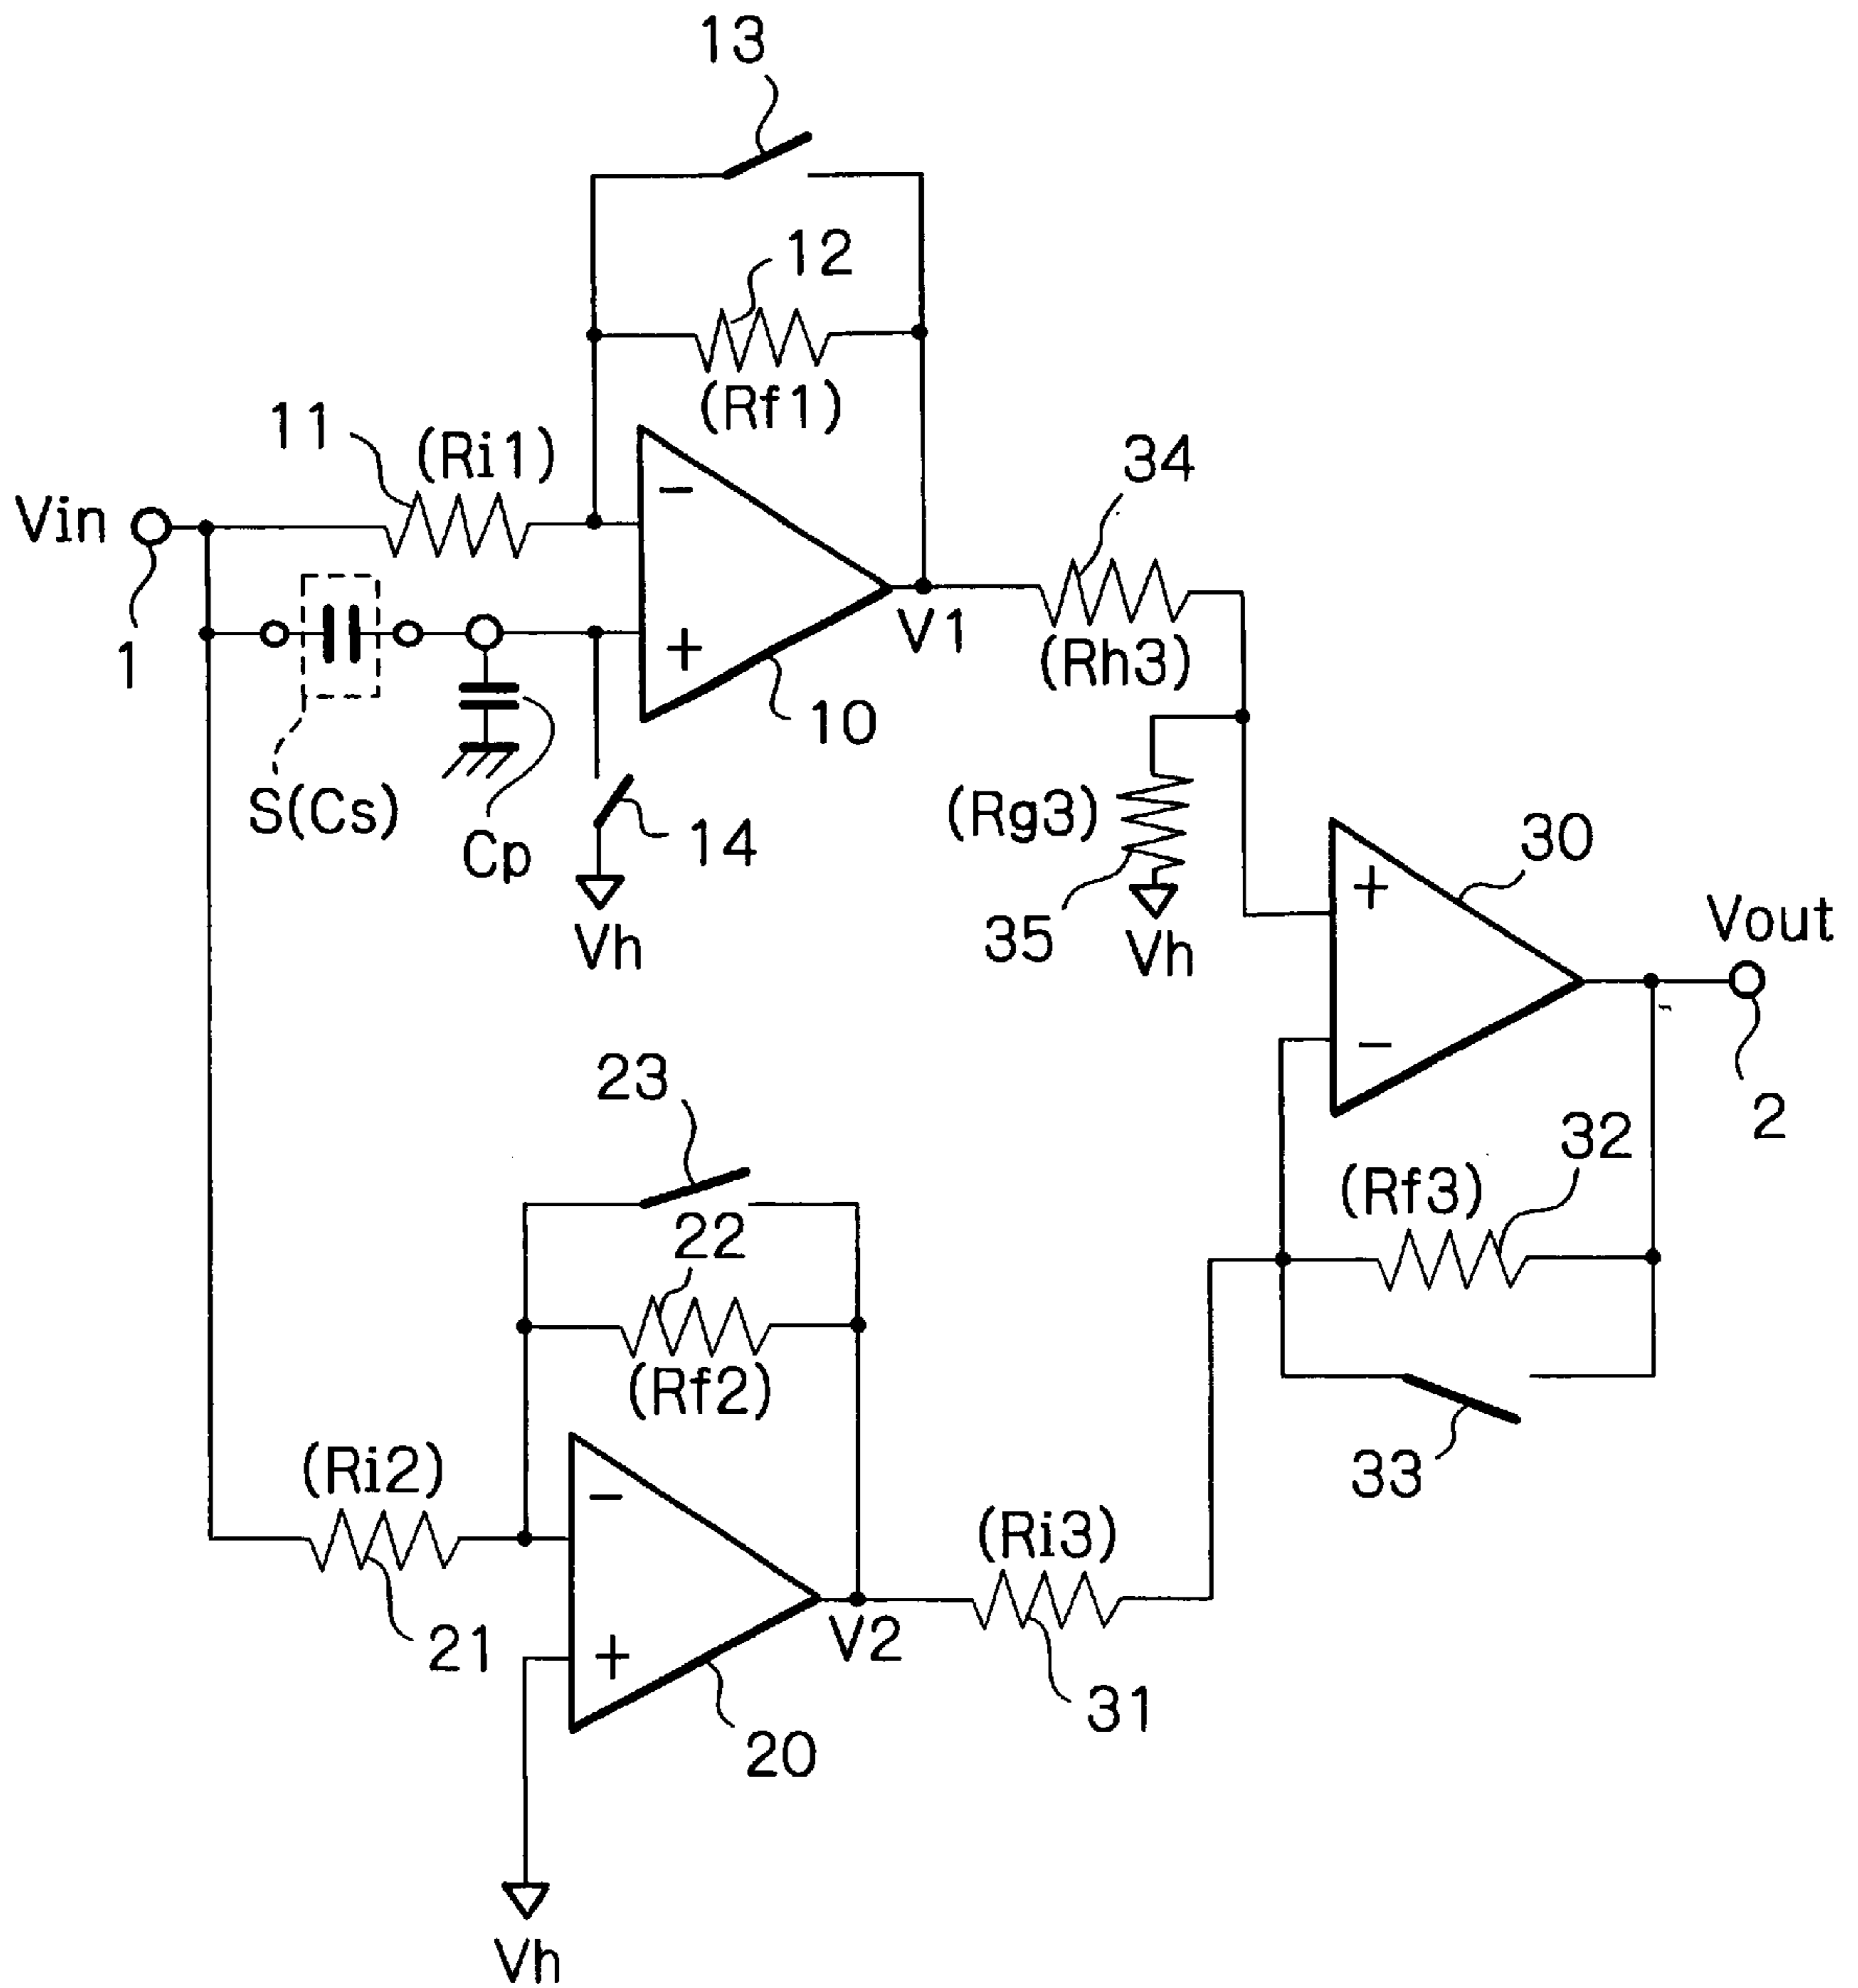 13
12
(Rf1)
11
(Ri1)
34
Vin
-
V1
1
+
(Rh3)
10
S(Cs)
Cp
14
(Rg3)
30
+
Vh
35
Vh
Vout
-
23
2
32
(Rf3)
22
(Rf2)
33
(Ri2)
-
(Ri3)
21
V2
+
31
20
Vh